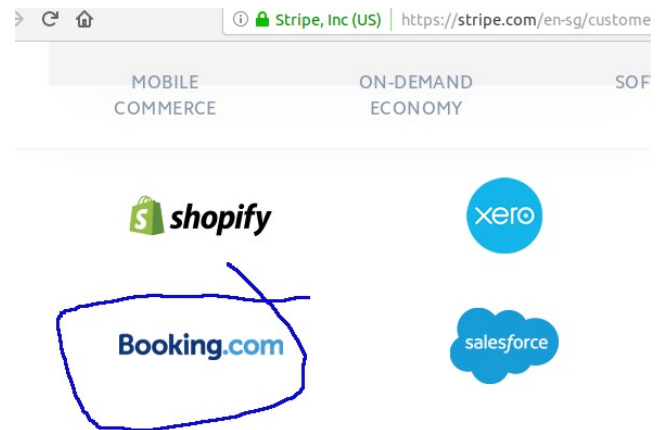 Stripe, Inc (US) https://stripe.com/en-sg/custome
MOBILE
COMMERCE
ON-DEMAND
ECONOMY
SOF
shopify
xero
Booking.com
salesforce